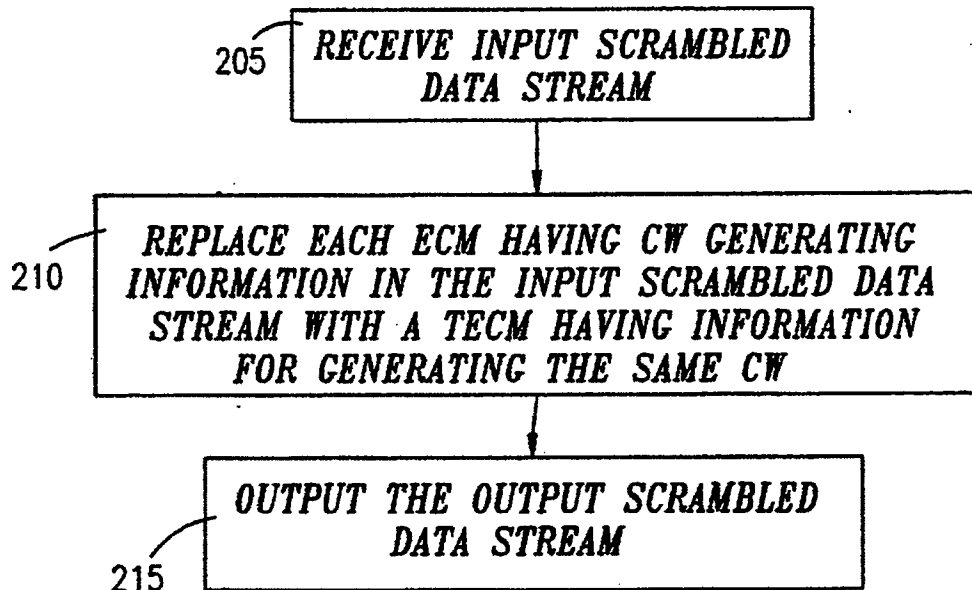 205
RECEIVE INPUT SCRAMBLED
DATA STREAM
210
REPLACE EACH ECM HAVING CW GENERATING
INFORMATION IN THE INPUT SCRAMBLED DATA
STREAM WITH A TECM HAVING INFORMATION
FOR GENERATING THE SAME CW
OUTPUT THE OUTPUT SCRAMBLED
DATA STREAM
215